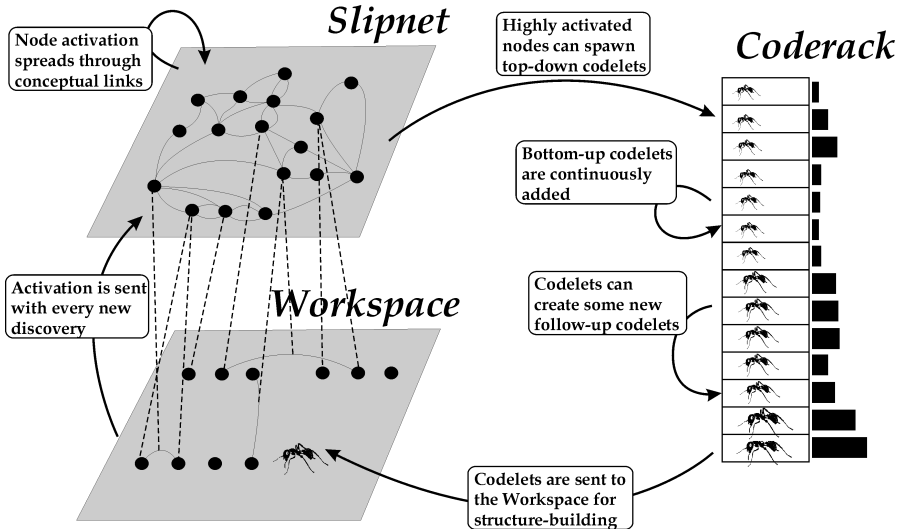 Slipnet
Node activation
spreads through
conceptual links
Highly activated
nodes can spawn
top-down codelets
Coderack
Bottom-up codelets
are continuously
added
Activation is sent
with every new
discovery
Workspace
Codelets can
create some new
follow-up codelets
Codelets are sent to
the Workspace for
structure-building